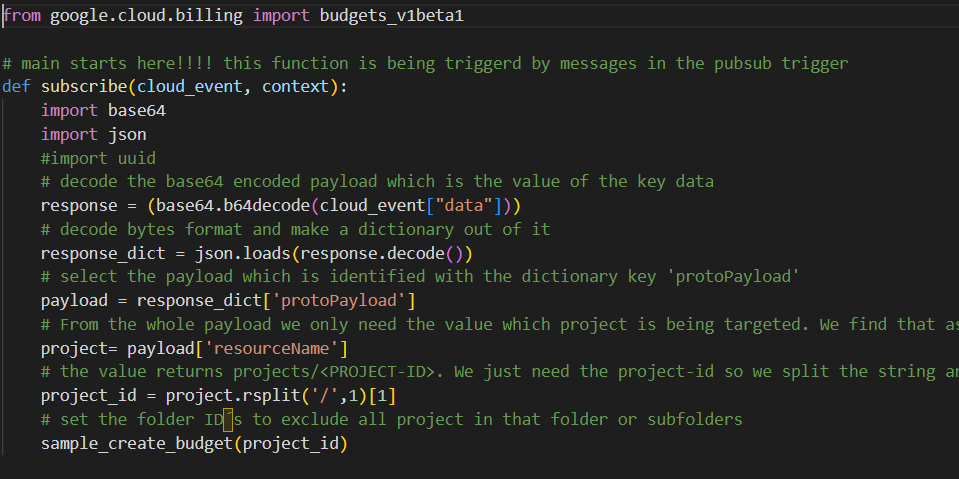 from google.cloud.billing import budgets_v1beta1
# main starts here!!!! this function is being triggerd by messages in the pubsub trigger
def subscribe(cloud_event, context):
import base64
import json
#import uuid
# decode the base64 encoded payload which is the value of the key data
response = (base64.b64decode(cloud_event["data"]))
# decode bytes format and make a dictionary out of it
response_dict = json.loads(response.decode())
# select the payload which is identified with the dictionary key 'protoPayload'
payload = response_dict['protoPayload']
# From the whole payload we only need the value which project is being targeted. We find that as
project= payload['resourceName']
# the value returns projects/<PROJECT-ID>. We just need the project-id so we split the string an
project_id = project.rsplit('/',1)[1]
# set the folder ID´s to exclude all project in that folder or subfolders
sample_create_budget(project_id)